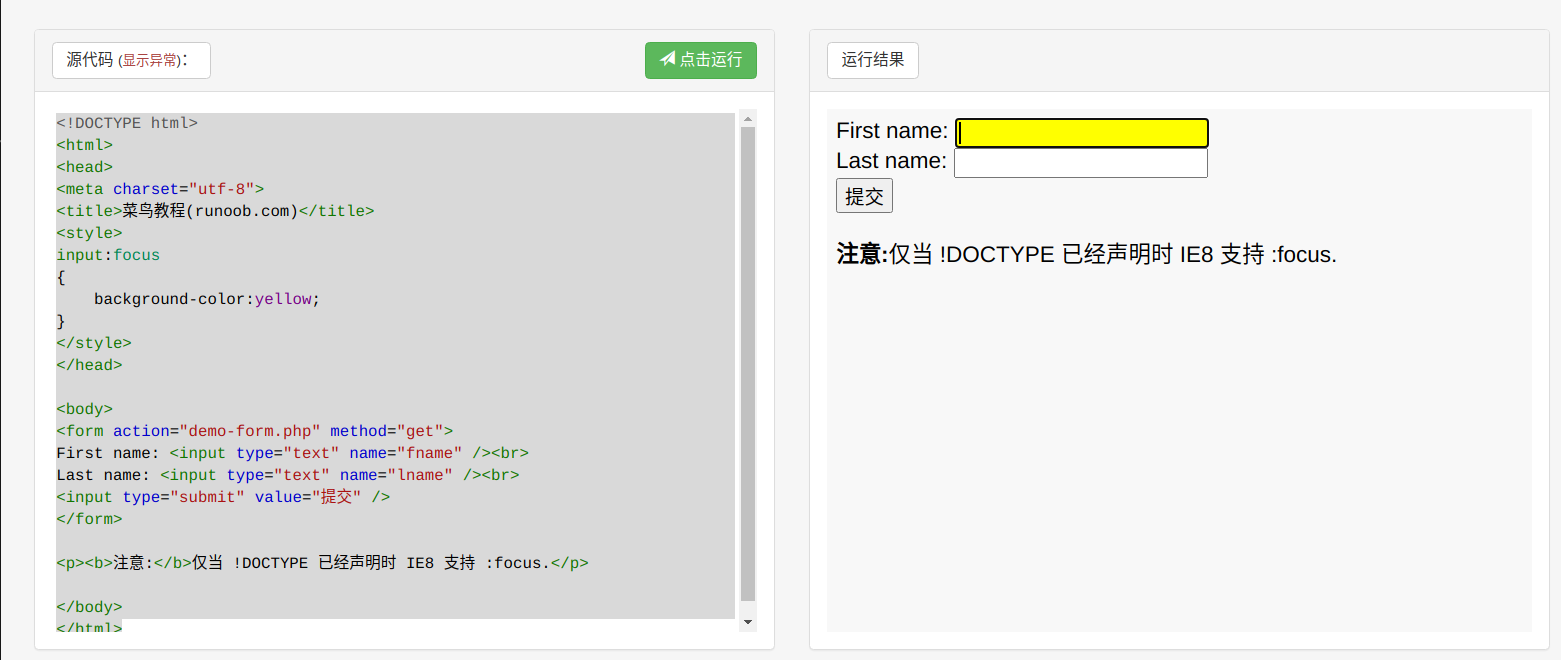 源代码 (显示异常):
点击运行
<!DOCTYPE html>
<html>
<head>
<meta charset="utf-8">
<title>菜鸟教程(runoob.com)</title>
<style>
input:focus
{
    background-color:yellow;
}
</style>
</head>
<body>
<form action="demo-form.php" method="get">
First name: <input type="text" name="fname" /><br>
Last name: <input type="text" name="lname" /><br>
<input type="submit" value="提交" />
</form>
<p><b>注意:</b>仅当 !DOCTYPE 已经声明时 IE8 支持 :focus.</p>
</body>
</html>
运行结果
First name:
Last name:
提交
注意:仅当 !DOCTYPE 已经声明时 IE8 支持 :focus.